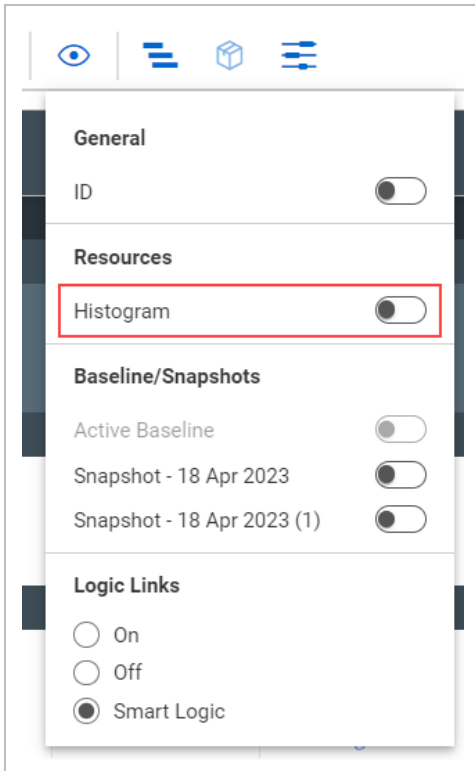 General
ID
Resources
Histogram
Baseline/Snapshots
Active Baseline
Snapshot - 18 Apr 2023
Snapshot - 18 Apr 2023 (1)
Logic Links
On
Off
Smart Logic